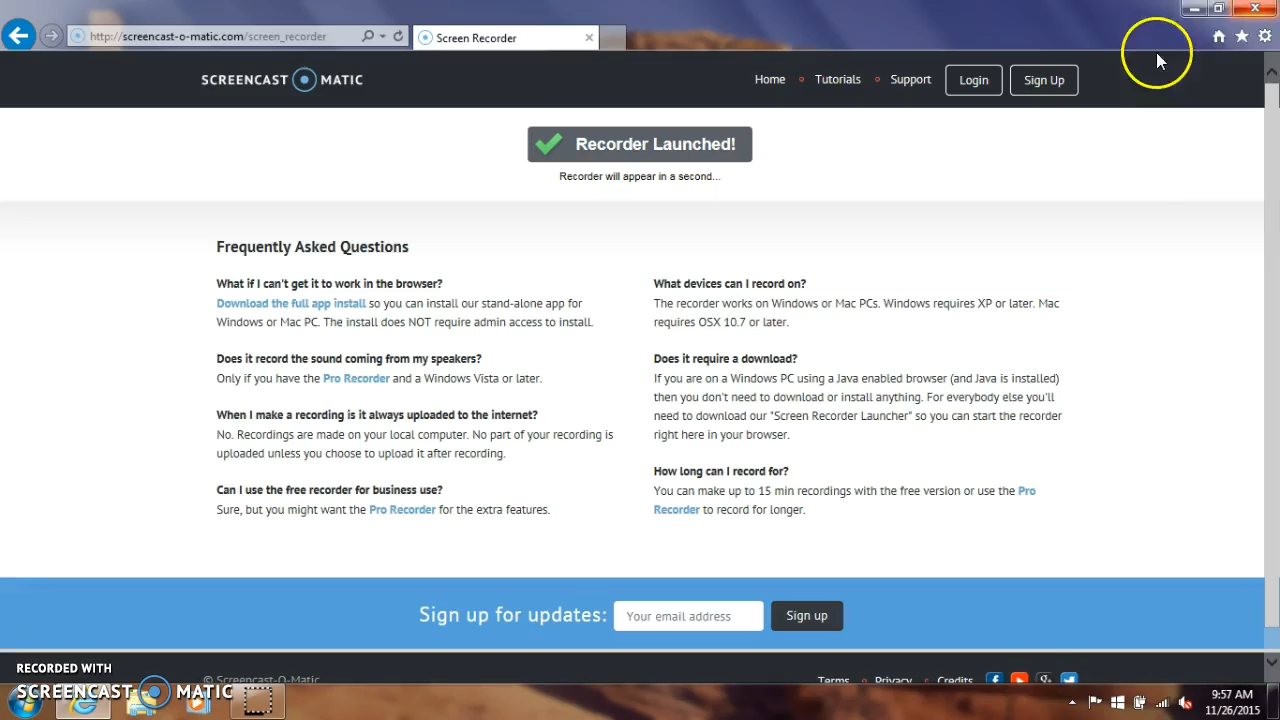 http://screencast-o-matic.com/screen_recorder
Screen Recorder
SCREENCAST MATIC
Home
Tutorials
Support
Login
Sign Up
Recorder Launched!
Recorder will appear in a second...
Frequently Asked Questions
What if I can't get it to work in the browser?
Download the full app install so you can install our stand-alone app for
Windows or Mac PC. The install does NOT require admin access to install.
Does it record the sound coming from my speakers?
Only if you have the Pro Recorder and a Windows Vista or later.
When I make a recording is it always uploaded to the internet?
No. Recordings are made on your local computer. No part of your recording is
uploaded unless you choose to upload it after recording.
Can I use the free recorder for business use?
Sure, but you might want the Pro Recorder for the extra features.
What devices can I record on?
The recorder works on Windows or Mac PCs. Windows requires XP or later. Mac
requires OSX 10.7 or later.
Does it require a download?
If you are on a Windows PC using a Java enabled browser (and Java is installed)
then you don't need to download or install anything. For everybody else you'll
need to download our "Screen Recorder Launcher" so you can start the recorder
right here in your browser.
How long can I record for?
You can make up to 15 min recordings with the free version or use the Pro
Recorder to record for longer.
Sign up for updates:
Your email address
Sign up
© Screencast-O-Matic
Terms
Privacy
Credits
RECORDED WITH
SCREENCAST MATIC
9:57 AM
11/26/2015